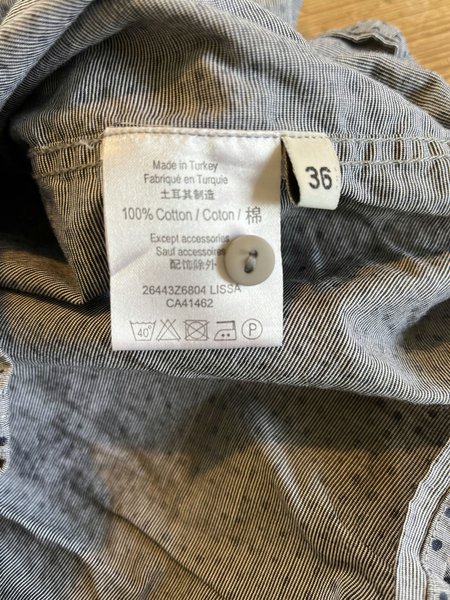 Made in Turkey
Fabriqué en Turquie
土耳其制造
100% Cotton / Coton / 棉
Except accessories
Sauf accessoires
配饰除外
26443Z6804 LISSA
CA41462
40°
P
36